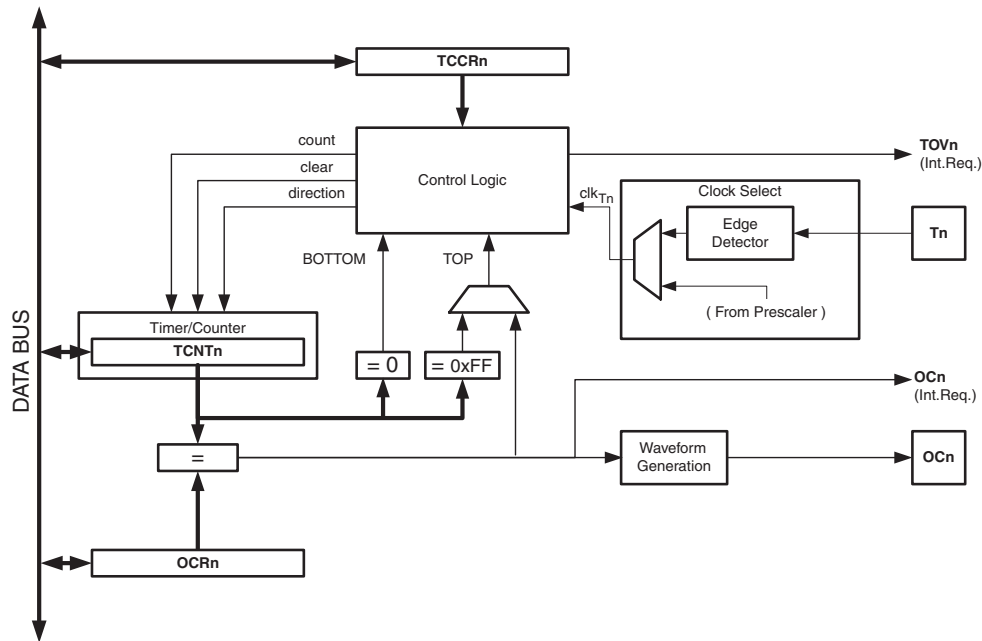 TCCRn
count
clear
direction
Control Logic
TOVn
(Int.Req.)
clkTn
Clock Select
Edge
Detector
Tn
( From Prescaler )
BOTTOM
TOP
DATA BUS
Timer/Counter
TCNTn
= 0
= 0xFF
OCn
(Int.Req.)
=
Waveform
Generation
OCn
OCRn